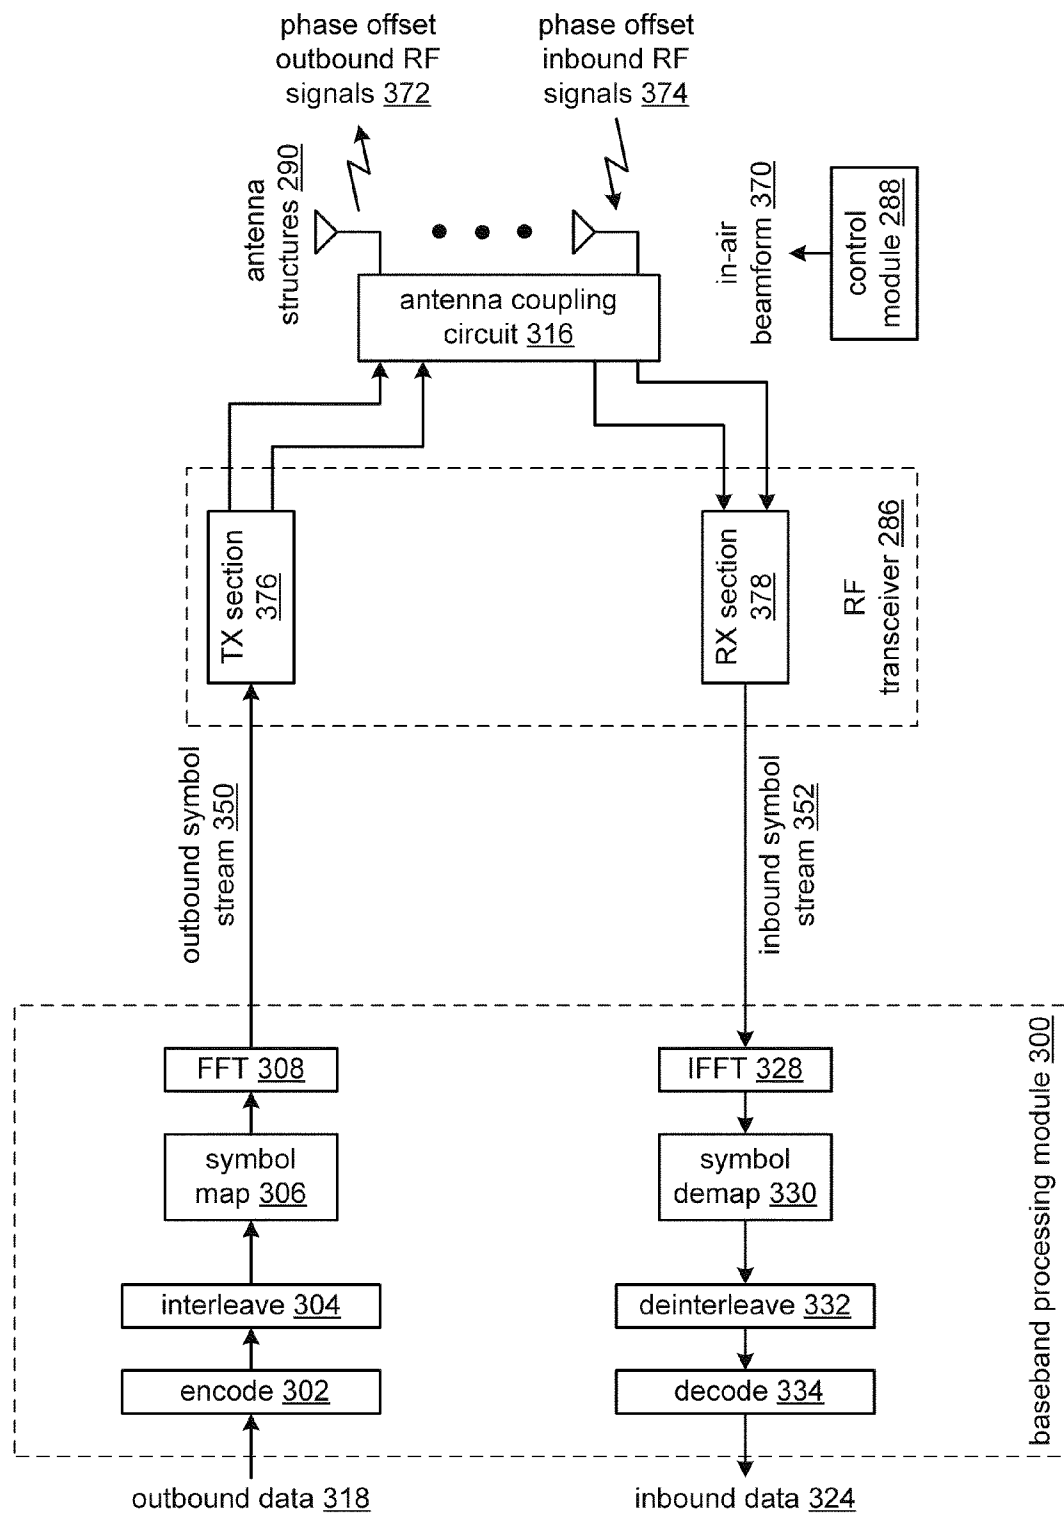 phase offset
outbound RF
signals 372
phase offset
inbound RF
signals 374
antenna
structures 290
in-air
beamform 370
control
module 288
antenna coupling
circuit 316
TX section
376
RX section
378
RF
transceiver 286
outbound symbol
stream 350
inbound symbol
stream 352
FFT 308
IFFT 328
symbol
map 306
symbol
demap 330
interleave 304
deinterleave 332
encode 302
decode 334
baseband processing module 300
outbound data 318
inbound data 324